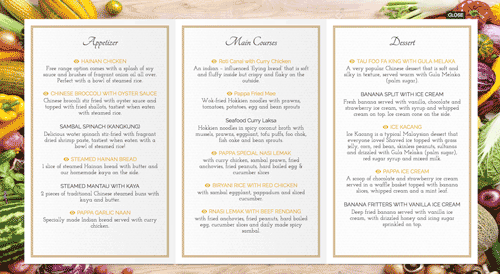 CLOSE
Appetizer
HAINAN CHICKEN
Free range option comes with a splash of soy
sauce and brushes of fragrant onion oil all over.
Perfect with a bowl of steamed rice.
CHINESE BROCCOLI WITH OYSTER SAUCE
Chinese brocolli stir fried with oyster sauce and
topped with fried shallots, tastiest when eaten
with steamed rice
SAMBAL SPINACH (KANGKUNG)
Delicious water spinach stir fried with fragrant
dried shrimp paste, tastiest when eaten with a
bowl of steamed rice!
STEAMED HAINAN BREAD
1 slice of steamed Hainan bread with butter and
our homemade kaya on the side
STEAMED MANTAU WITH KAYA
2 pieces of traditional Chinese steamed buns with
kaya and butter
PAPPA GARLIC NAAN
Specially made Indian bread served with curry
chicken.
Main Courses
Roti Canai with Curry Chicken
An indian - influenced flying bread, that is soft
and fluffy inside but crispy and flaky on the
outside.
Pappa Fried Mee
Wok-fried Hokkien noodles with prawns,
tomatoes, potatoes, egg and bean sprouts
Seafood Curry Laksa
Hokkien noodles in spicy coconut broth with
mussels, prawns, eggplant, tofu puffs, foo chuk,
fish cake and bean sprouts
PAPPA SPECIAL NASI LEMAK
with curry chicken, sambal prawns, fried
anchovies, fried peanuts, hard boiled egg &
cucumber slices
BIRIYANI RICE WITH RED CHICKEN
with sambal eggplant, pappadum and sliced
cucumber.
NASI LEMAK WITH BEEF RENDANG
with fried anchovies, fried peanuts, hard boiled
egg, cucumber slices and daily made spicy
sambal.
Dessert
TAU FOO FA KING WITH GULA MELAKA
A very popular Chinese dessert that is soft and
silky in texture, served warm with Gula Melaka
(palm sugar).
BANANA SPLIT WITH ICE CREAM
Fresh banana served with vanilla, chocolate and
strawberry ice cream, with syrup and whipped
cream on top. Ice cream cone on the side.
ICE KACANG
Ice Kacang is a typical Malaysian dessert that
everyone loves! Shaved ice topped with grass
jelly, corn, red bean, skinless peanuts, sultanas
and drizzled with Gula Melaka (palm sugar),
red sugar syrup and mixed milk.
PAPPA ICE CREAM
A scoop of chocolate and strawberry ice cream
served in a waffle basket topped with banana
slices, whipped cream and a mint leaf.
BANANA FRITTERS WITH VANILLA ICE CREAM
Deep fried banana served with vanilla ice
cream, with drizzled honey and icing sugar
sprinkled on top.